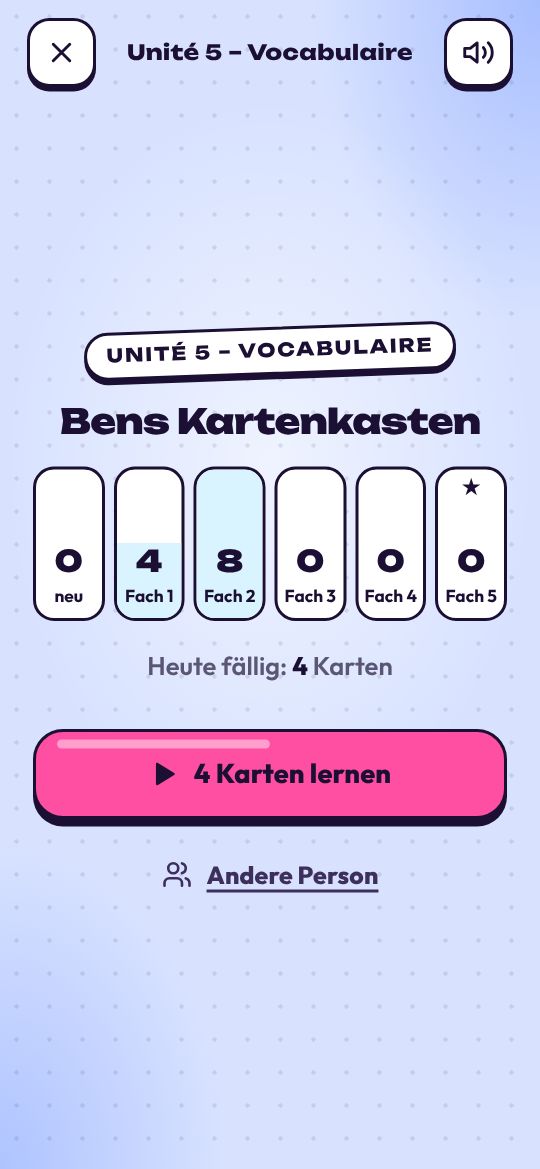 Unité 5 – Vocabulaire
UNITÉ 5 – VOCABULAIRE
Bens Kartenkasten
0 4 8 0 0 0
neu Fach 1 Fach 2 Fach 3 Fach 4 Fach 5
Heute fällig: 4 Karten
4 Karten lernen
Andere Person